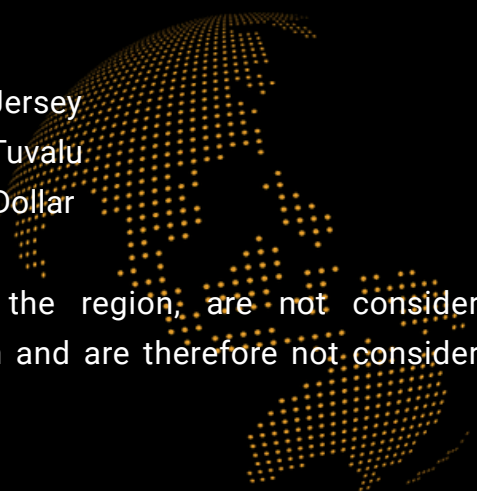 Jersey
Tuvalu
Dollar
the region, are not consider
and are therefore not consider